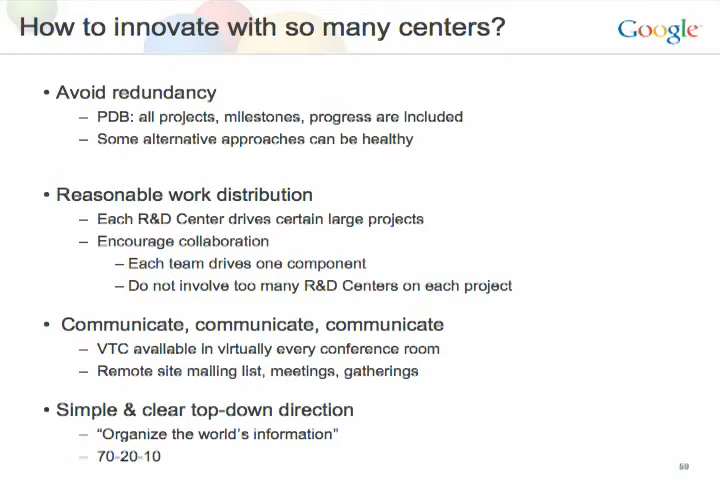 How to innovate with so many centers?
Google
• Avoid redundancy
– PDB: all projects, milestones, progress are included
– Some alternative approaches can be healthy
• Reasonable work distribution
– Each R&D Center drives certain large projects
– Encourage collaboration
– Each team drives one component
– Do not involve too many R&D Centers on each project
• Communicate, communicate, communicate
– VTC available in virtually every conference room
– Remote site mailing list, meetings, gatherings
• Simple & clear top-down direction
– “Organize the world’s information”
– 70-20-10